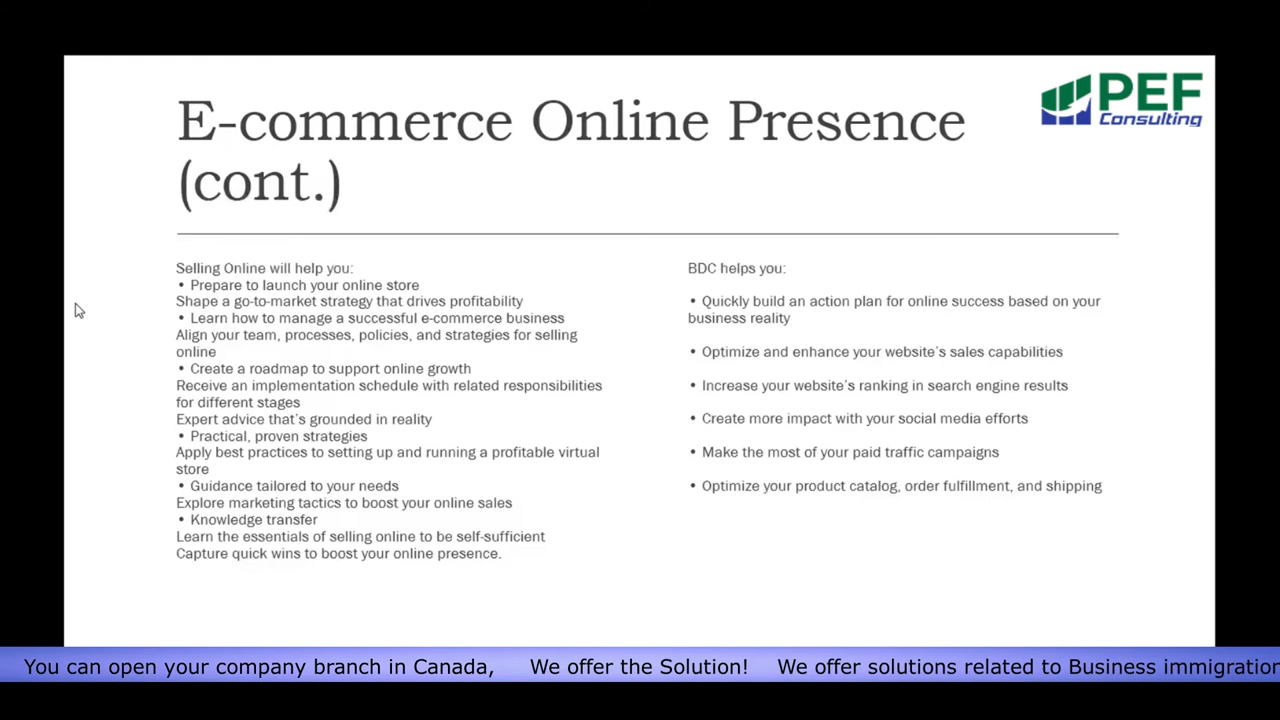 PEF
Consulting
E-commerce Online Presence
(cont.)
Selling Online will help you:
• Prepare to launch your online store
Shape a go-to-market strategy that drives profitability
• Learn how to manage a successful e-commerce business
Align your team, processes, policies, and strategies for selling
online
• Create a roadmap to support online growth
Receive an implementation schedule with related responsibilities
for different stages
Expert advice that's grounded in reality
• Practical, proven strategies
Apply best practices to setting up and running a profitable virtual
store
• Guidance tailored to your needs
Explore marketing tactics to boost your online sales
• Knowledge transfer
Learn the essentials of selling online to be self-sufficient
Capture quick wins to boost your online presence.
BDC helps you:
• Quickly build an action plan for online success based on your
business reality
• Optimize and enhance your website's sales capabilities
• Increase your website's ranking in search engine results
• Create more impact with your social media efforts
• Make the most of your paid traffic campaigns
• Optimize your product catalog, order fulfillment, and shipping
You can open your company branch in Canada, We offer the Solution! We offer solutions related to Business immigration